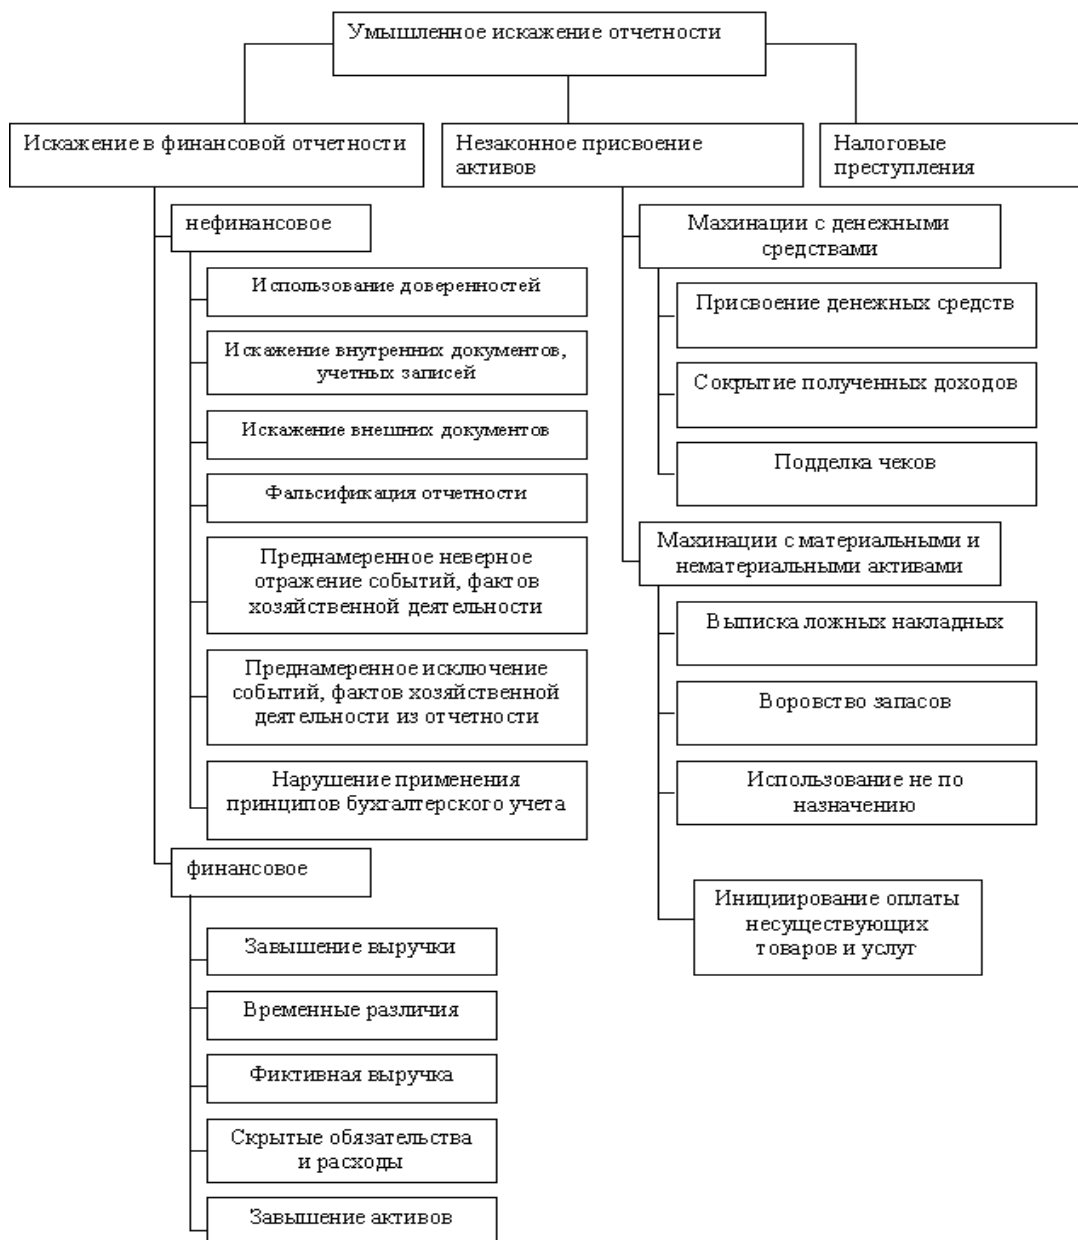 Умышленное искажение отчетности
Искажение в финансовой отчетности
Незаконное присвоение
активов
Налоговые
преступления
нефинансовое
Использование доверенностей
Искажение внутренних документов,
учетных записей
Искажение внешних документов
Фальсификация отчетности
Преднамеренное неверное
отражение событий, фактов
хозяйственной деятельности
Преднамеренное исключение
событий, фактов хозяйственной
деятельности из отчетности
Нарушение применения
принципов бухгалтерского учета
финансовое
Завышение выручки
Временные различия
Фиктивная выручка
Скрытые обязательства
и расходы
Завышение активов
Махинации с денежными
средствами
Присвоение денежных средств
Сокрытие полученных доходов
Подделка чеков
Махинации с материальными и
нематериальными активами
Выписка ложных накладных
Воровство запасов
Использование не по
назначению
Инициирование оплаты
несуществующих
товаров и услуг